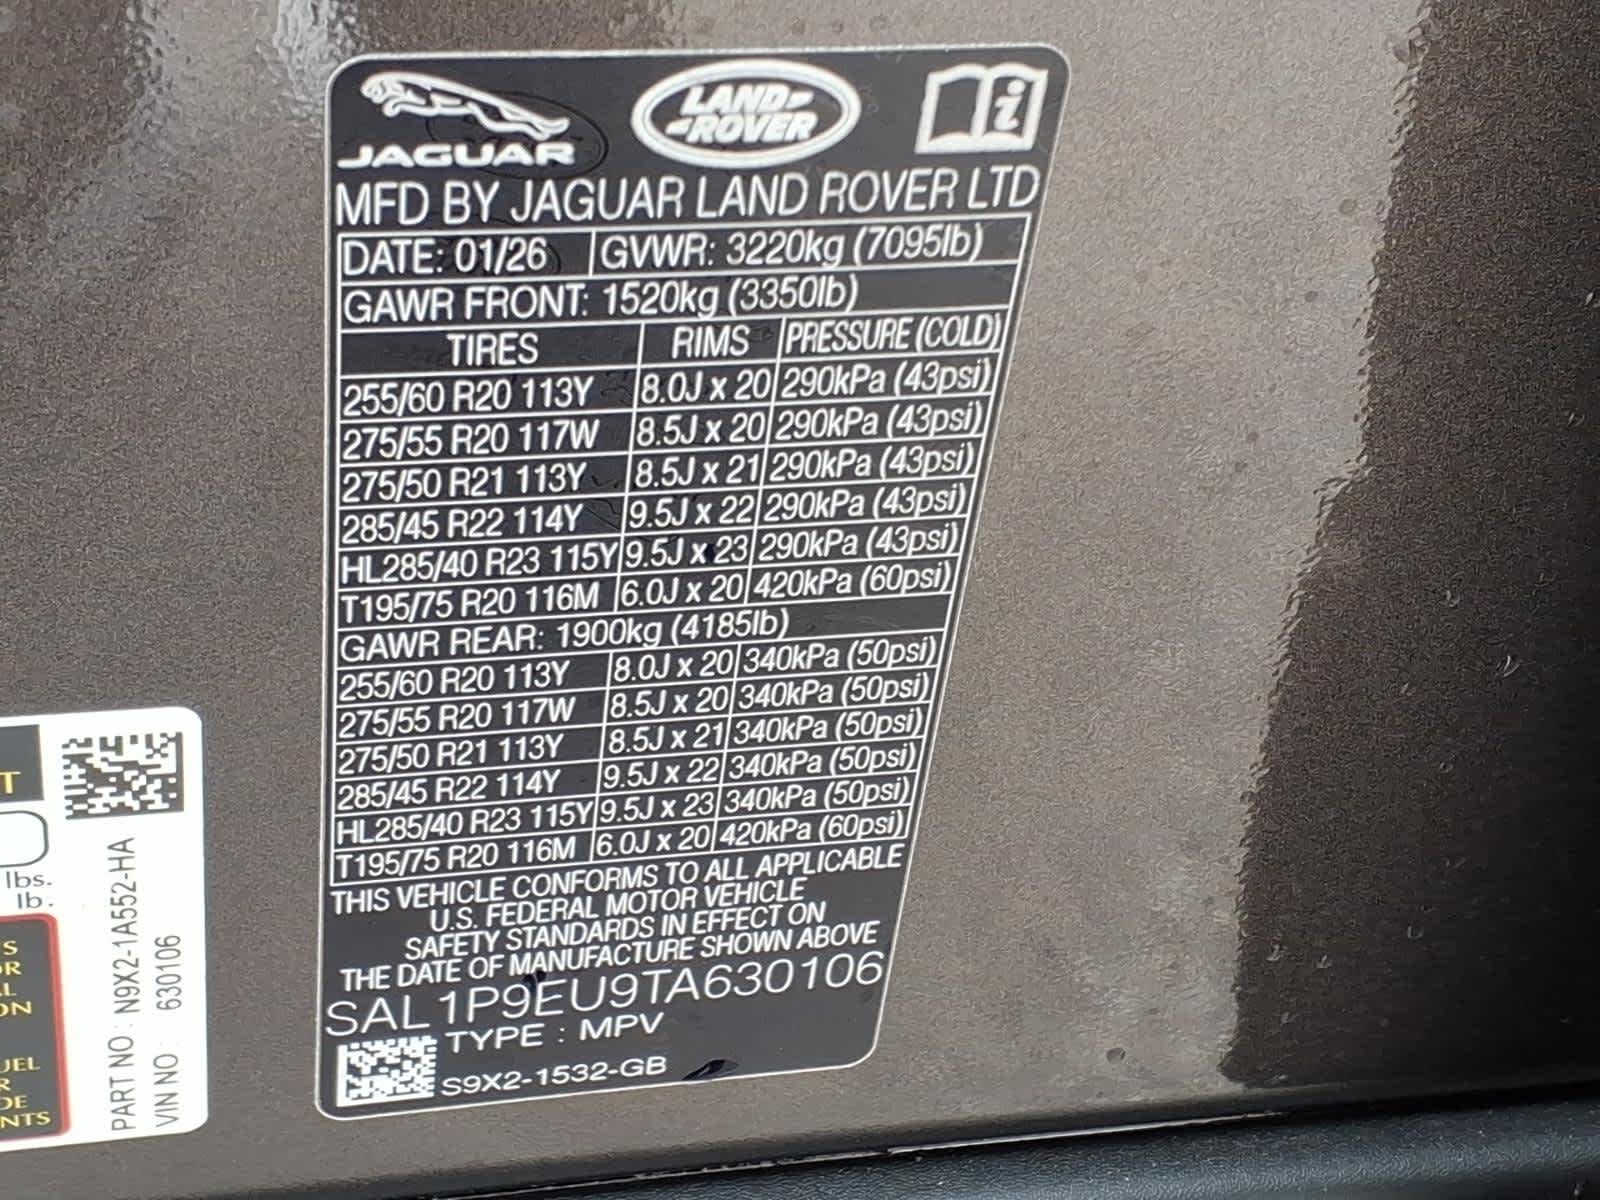 JAGUAR
LAND-
-ROVER
i
MFD BY JAGUAR LAND ROVER LTD
DATE: 01/26 GVWR: 3220kg (7095lb)
GAWR FRONT: 1520kg (3350lb)
TIRES RIMS PRESSURE (COLD)
255/60 R20 113Y 8.0J x 20 290kPa (43psi)
275/55 R20 117W 8.5J x 20 290kPa (43psi)
275/50 R21 113Y 8.5J x 21 290kPa (43psi)
285/45 R22 114Y 9.5J x 22 290kPa (43psi)
HL285/40 R23 115Y 9.5J x 23 290kPa (43psi)
T195/75 R20 116M 6.0J x 20 420kPa (60psi)
GAWR REAR: 1900kg (4185lb)
255/60 R20 113Y 8.0J x 20 340kPa (50psi)
275/55 R20 117W 8.5J x 20 340kPa (50psi)
275/50 R21 113Y 8.5J x 21 340kPa (50psi)
285/45 R22 114Y 9.5J x 22 340kPa (50psi)
HL285/40 R23 115Y 9.5J x 23 340kPa (50psi)
T195/75 R20 116M 6.0J x 20 420kPa (60psi)
THIS VEHICLE CONFORMS TO ALL APPLICABLE
U.S. FEDERAL MOTOR VEHICLE
SAFETY STANDARDS IN EFFECT ON
THE DATE OF MANUFACTURE SHOWN ABOVE
SAL1P9EU9TA630106
TYPE : MPV
S9X2-1532-GB
T
lbs.
lb.
PART NO : N9X2-1A552-HA
VIN NO : 630106